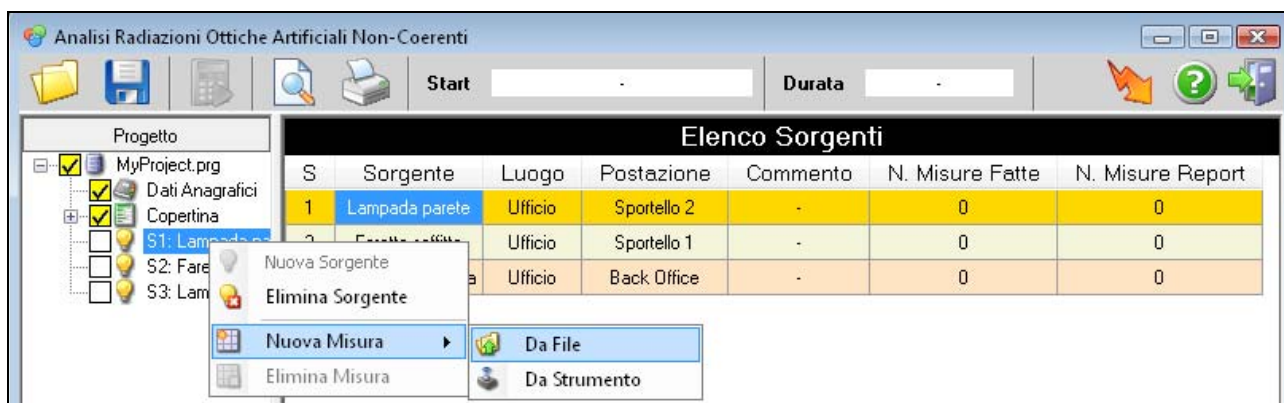 Analisi Radiazioni Ottiche Artificiali Non-Coerenti
Start - Durata -
Progetto
MyProject.prg
Dati Anagrafici
Copertina
S1: Lampada pa
S2: Fare
S3: Lam
Elenco Sorgenti
S Sorgente Luogo Postazione Commento N. Misure Fatte N. Misure Report
1 Lampada parete Ufficio Sportello 2 - 0 0
Ufficio Sportello 1 - 0 0
a Ufficio Back Office - 0 0
Nuova Sorgente
Elimina Sorgente
Nuova Misura
Elimina Misura
Da File
Da Strumento